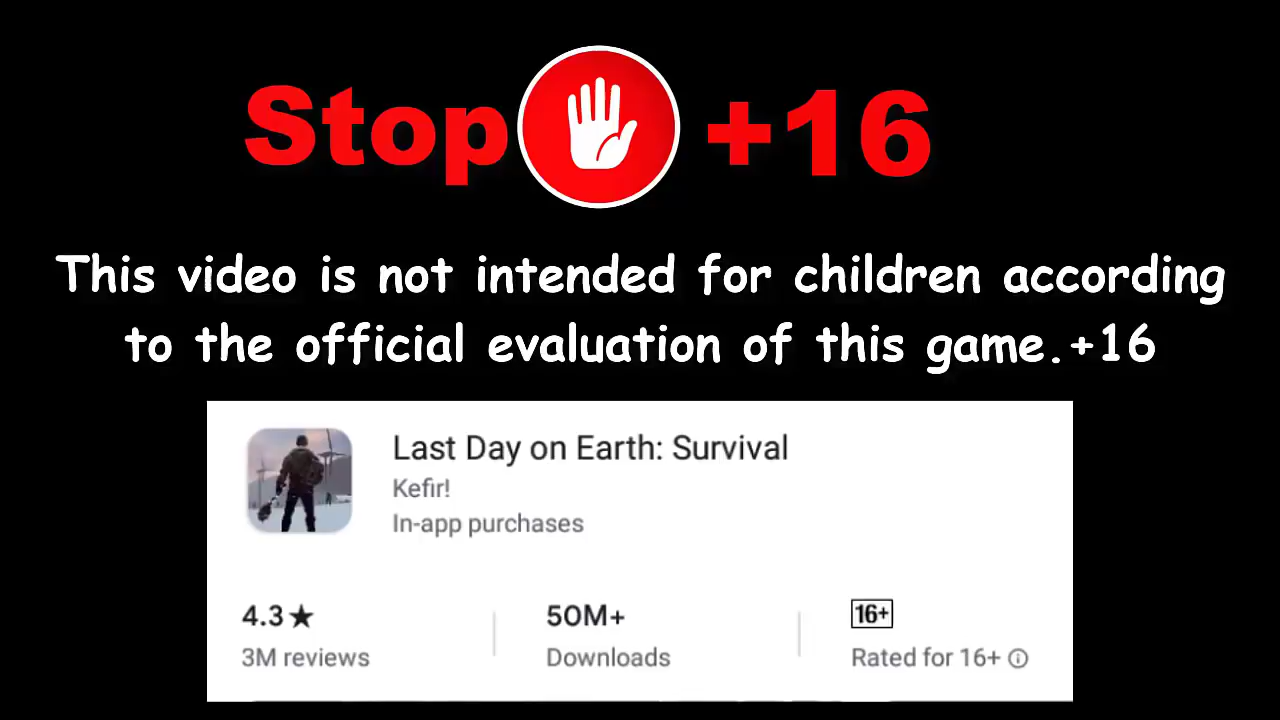 Stop +16
This video is not intended for children according
to the official evaluation of this game.+16
Last Day on Earth: Survival
Kefir!
In-app purchases
4.3★ 50M+ 16+
3M reviews Downloads Rated for 16+